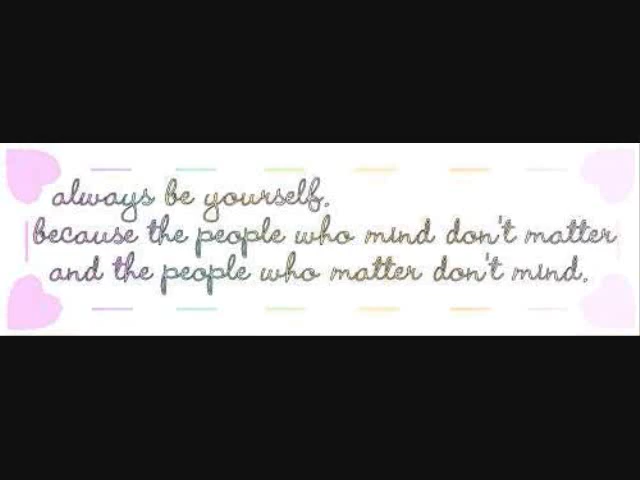 always be yourself.
because the people who mind don't matter
and the people who matter don't mind.